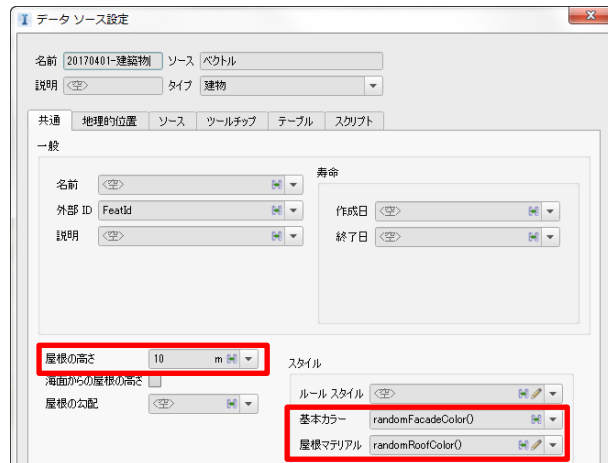 データ ソース設定
名前 20170401-建築物 ソース ベクトル
説明 <空> タイプ 建物
共通 地理的位置 ソース ツールチップ テーブル スクリプト
一般
名前 <空>
外部 ID FeatId
説明 <空>
寿命
作成日 <空>
終了日 <空>
屋根の高さ 10 m
海面からの屋根の高さ
屋根の勾配 <空>
スタイル
ルール スタイル <空>
基本カラー randomFacadeColor()
屋根マテリアル randomRoofColor()